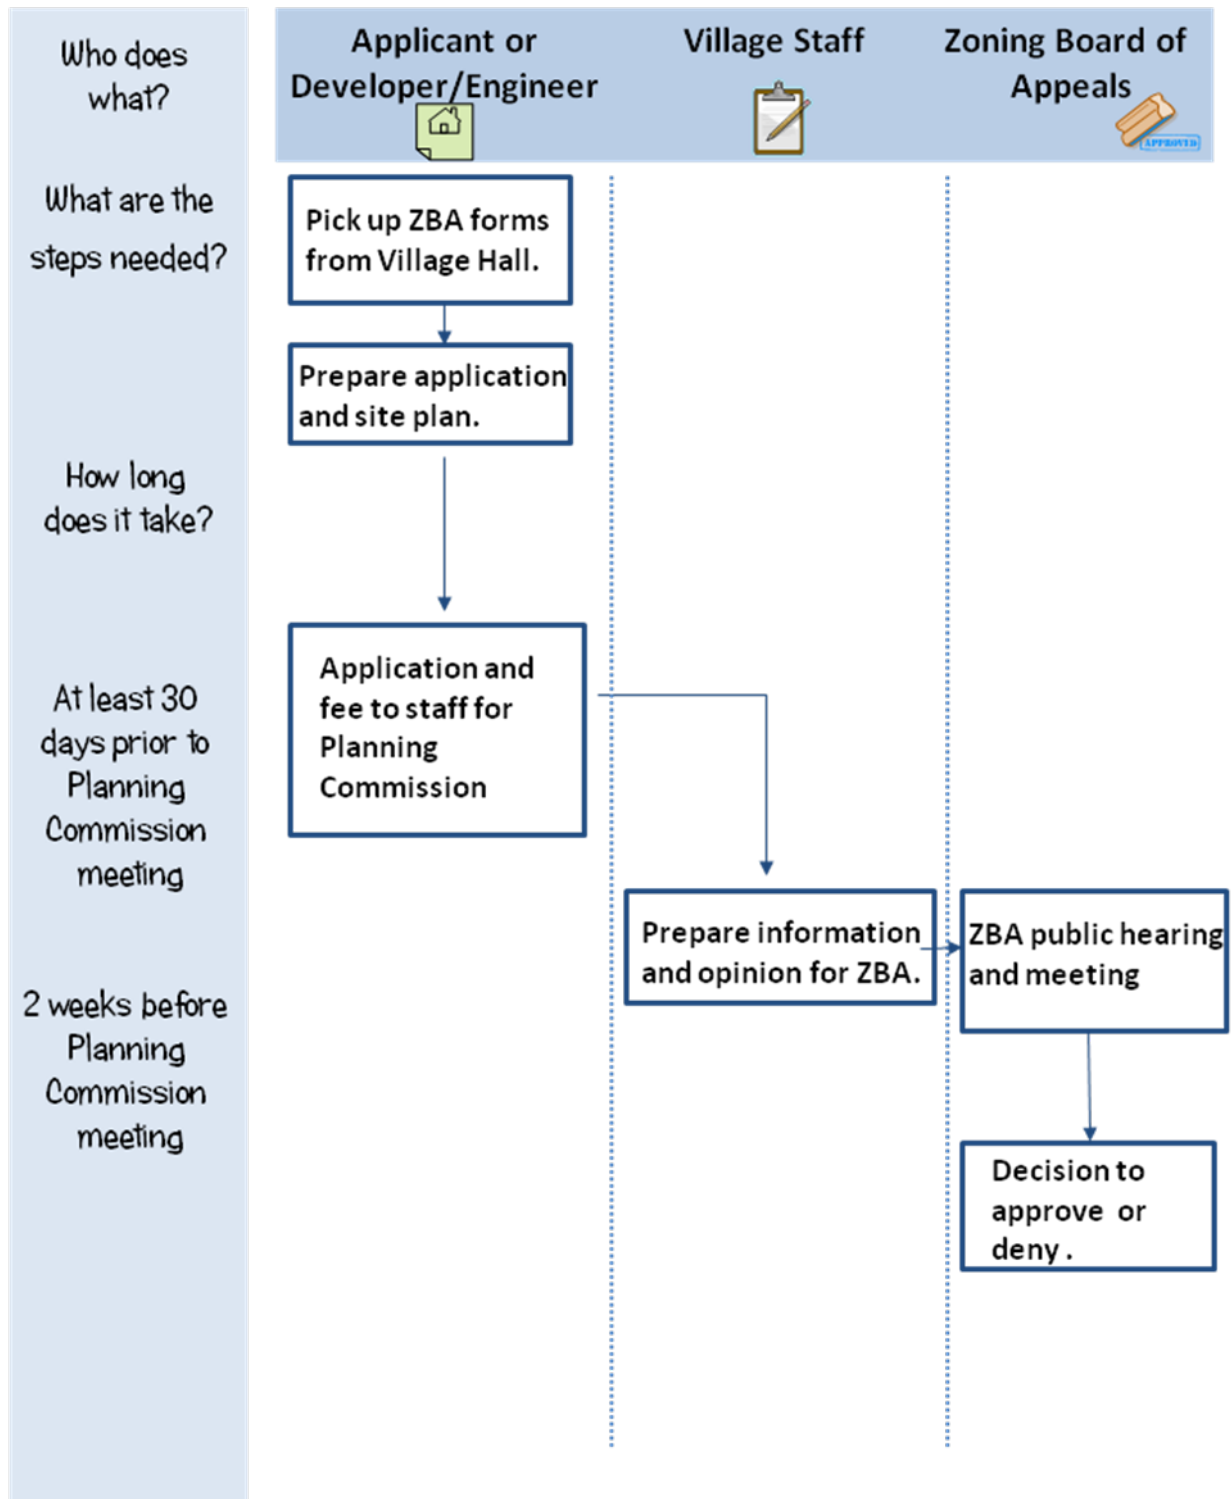 Who does
what?
Applicant or
Developer/Engineer
Village Staff
Zoning Board of
Appeals
APPROVED
What are the
steps needed?
Pick up ZBA forms
from Village Hall.
Prepare application
and site plan.
How long
does it take?
At least 30
days prior to
Planning
Commission
meeting
Application and
fee to staff for
Planning
Commission
Prepare information
and opinion for ZBA.
ZBA public hearing
and meeting
2 weeks before
Planning
Commission
meeting
Decision to
approve or
deny .